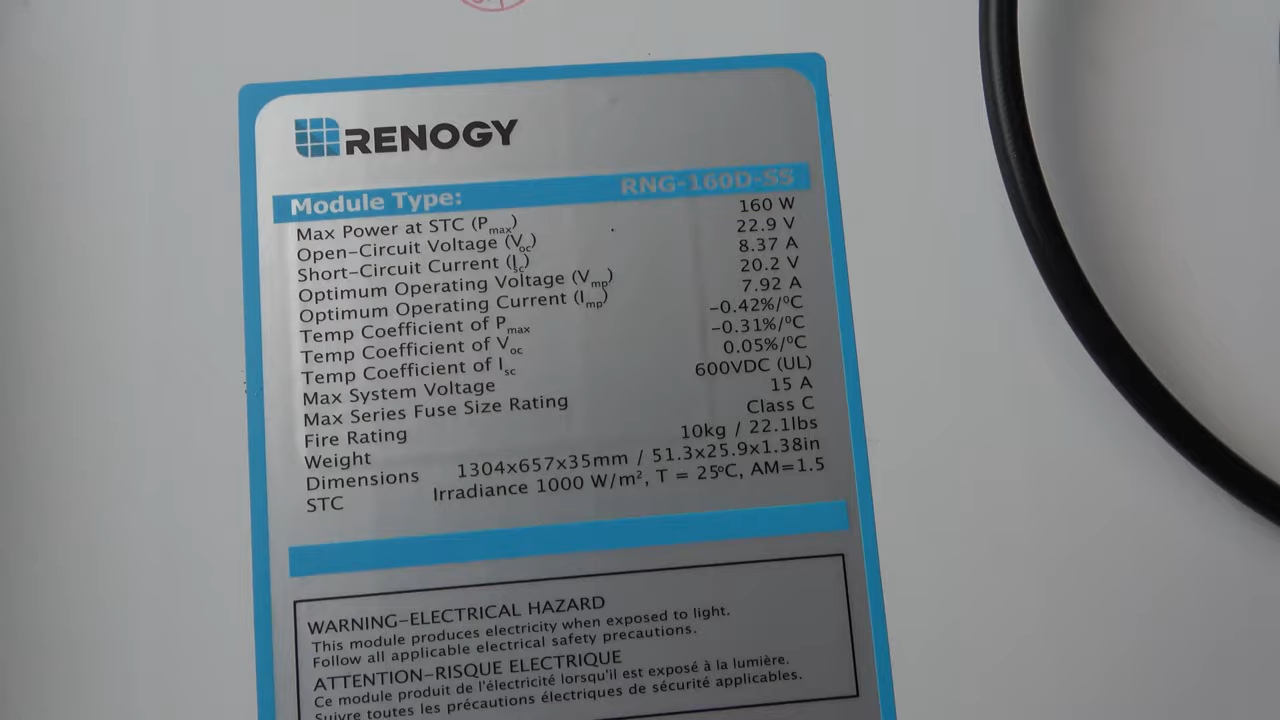 RENOGY
Module Type: RNG-160D-S5
Max Power at STC (Pmax) 160 W
Open-Circuit Voltage (Voc) 22.9 V
Short-Circuit Current (Isc) 8.37 A
Optimum Operating Voltage (Vmp) 20.2 V
Optimum Operating Current (Imp) 7.92 A
Temp Coefficient of Pmax -0.42%/ºC
Temp Coefficient of Voc -0.31%/ºC
Temp Coefficient of Isc 0.05%/ºC
Max System Voltage 600VDC (UL)
Max Series Fuse Size Rating 15 A
Fire Rating Class C
Weight 10kg / 22.1lbs
Dimensions 1304x657x35mm / 51.3x25.9x1.38in
STC Irradiance 1000 W/m², T = 25ºC, AM=1.5
WARNING-ELECTRICAL HAZARD
This module produces electricity when exposed to light.
Follow all applicable electrical safety precautions.
ATTENTION-RISQUE ELECTRIQUE
Ce module produit de l'électricité lorsqu'il est exposé à la lumière.
Suivre toutes les précautions électriques de sécurité applicables.